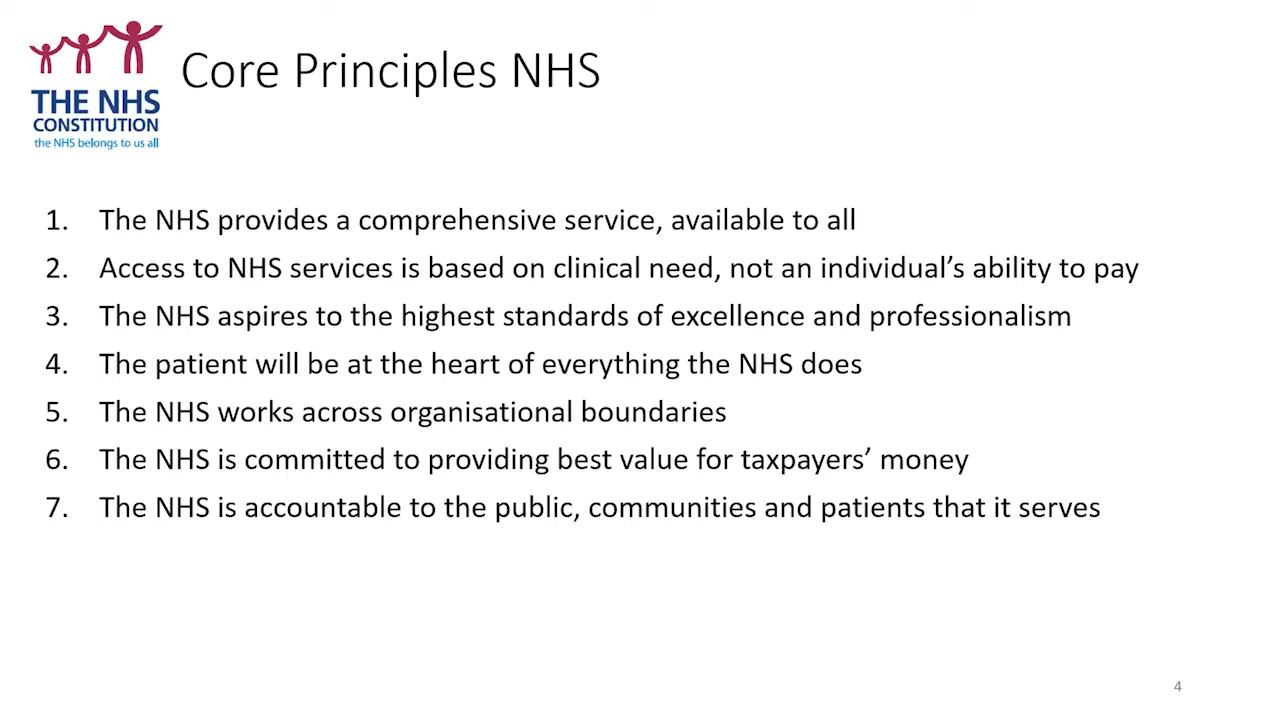 THE NHS
CONSTITUTION
the NHS belongs to us all
Core Principles NHS
1. The NHS provides a comprehensive service, available to all
2. Access to NHS services is based on clinical need, not an individual’s ability to pay
3. The NHS aspires to the highest standards of excellence and professionalism
4. The patient will be at the heart of everything the NHS does
5. The NHS works across organisational boundaries
6. The NHS is committed to providing best value for taxpayers’ money
7. The NHS is accountable to the public, communities and patients that it serves
4